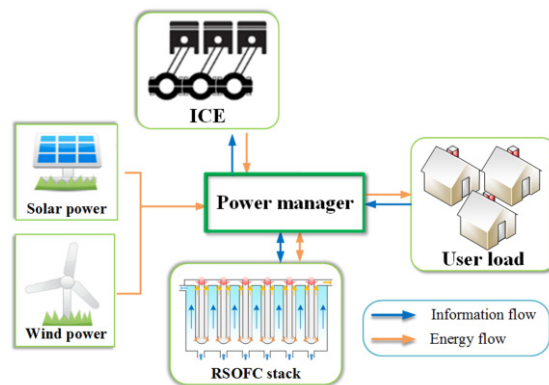 ICE
Solar power
Power manager
User load
Wind power
RSOFC stack
Information flow
Energy flow